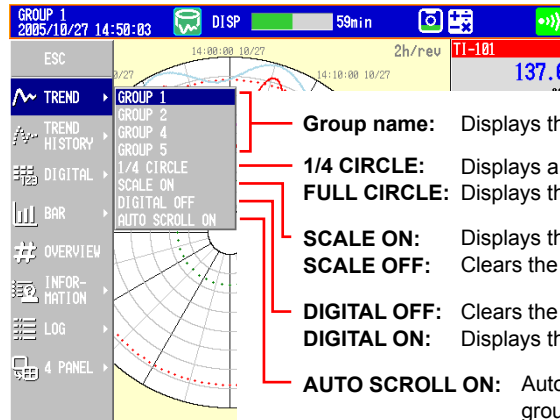 GROUP 1
2005/10/27 14:50:03
DISP
59min
14:00:00 10/27
2h/rev
TI-101
137.6
/27
14:10:00 10/27
ESC
TREND
TREND HISTORY
DIGITAL
BAR
OVERVIEW
INFOR-
MATION
LOG
4 PANEL
GROUP 1
GROUP 2
GROUP 4
GROUP 5
1/4 CIRCLE
SCALE ON
DIGITAL OFF
AUTO SCROLL ON
Group name: Displays th
1/4 CIRCLE: Displays a
FULL CIRCLE: Displays th
SCALE ON: Displays th
SCALE OFF: Clears the
DIGITAL OFF: Clears the
DIGITAL ON: Displays th
AUTO SCROLL ON: Auto
grou